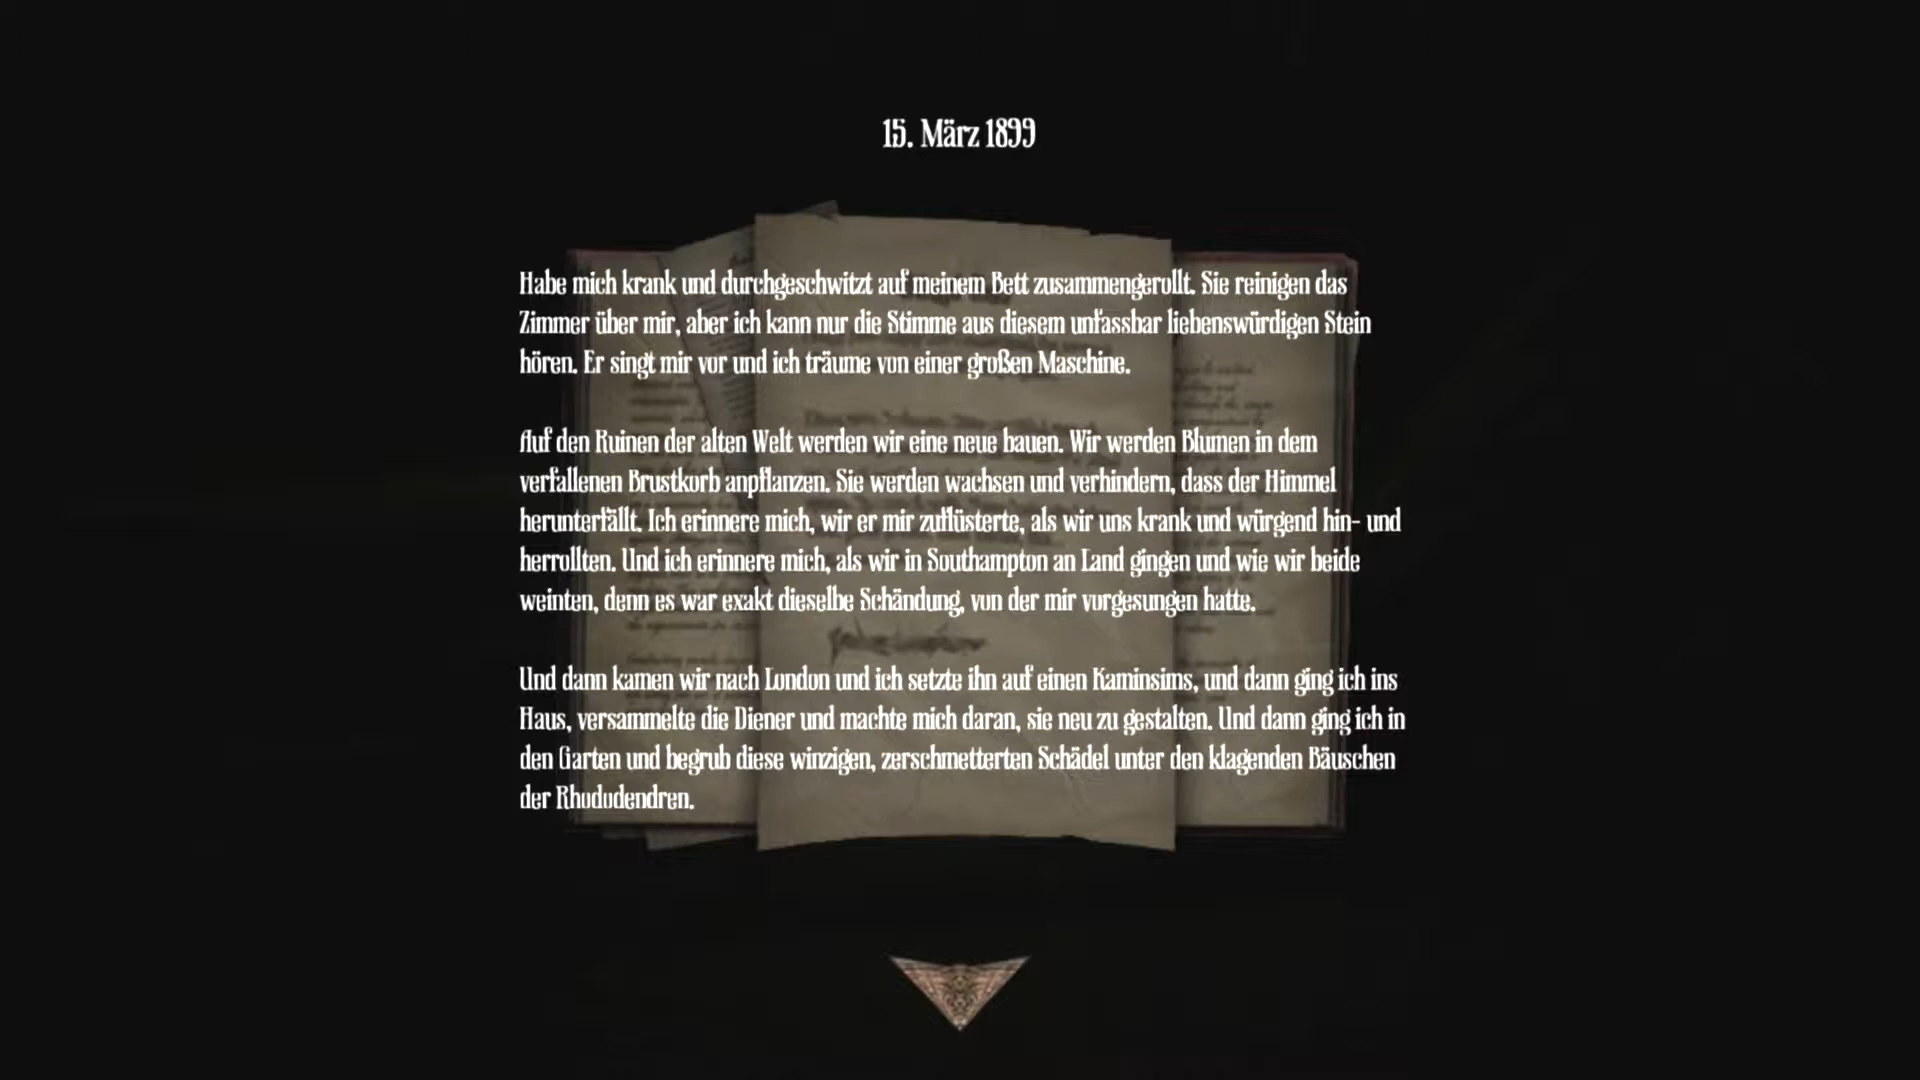 15. März 1899
Habe mich krank und durchgeschwitzt auf meinem Bett zusammengerollt. Sie reinigen das
Zimmer über mir, aber ich kann nur die Stimme aus diesem unfassbar liebenswürdigen Stein
hören. Er singt mir vor und ich träume von einer großen Maschine.
Auf den Ruinen der alten Welt werden wir eine neue bauen. Wir werden Blumen in dem
verfallenen Brustkorb anpflanzen. Sie werden wachsen und verhindern, dass der Himmel
herunterfällt. Ich erinnere mich, wir er mir zuflüsterte, als wir uns krank und würgend hin- und
herrollten. Und ich erinnere mich, als wir in Southampton an Land gingen und wie wir beide
weinten, denn es war exakt dieselbe Schändung, von der mir vorgesungen hatte.
Und dann kamen wir nach London und ich setzte ihn auf einen Kaminsims, und dann ging ich ins
Haus, versammelte die Diener und machte mich daran, sie neu zu gestalten. Und dann ging ich in
den Garten und begrub diese winzigen, zerschmetterten Schädel unter den klagenden Bäuschen
der Rhododendren.